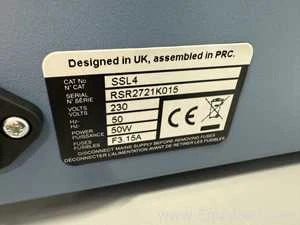 Designed in UK, assembled in PRC.
CAT No SSL4
N° CAT
SERIAL RSR2721K015
N° SÉRIE
VOLTS 230
VOLTS
Hz- 50
Hz-
POWER 50W
PUISSANCE
FUSES F3.15A
FUSIBLES
CE
DISCONNECT MAINS SUPPLY BEFORE REMOVING FUSES
DÉCONNECTER L'ALIMENTATION AVANT DE RETIRER LES FUSIBLES